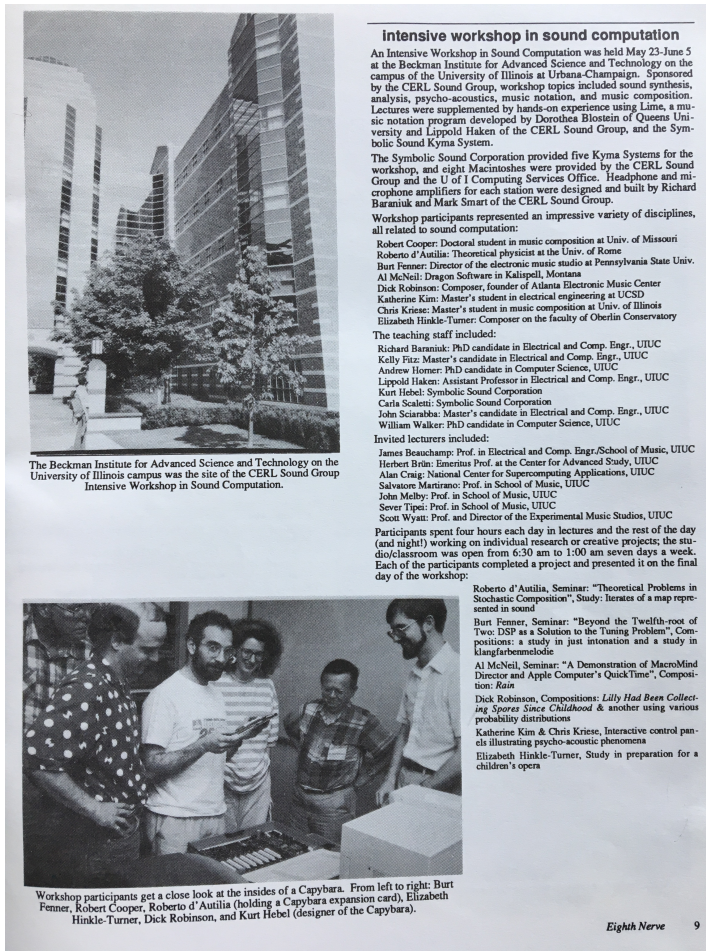 intensive workshop in sound computation
An Intensive Workshop in Sound Computation was held May 23-June 5
at the Beckman Institute for Advanced Science and Technology on the
campus of the University of Illinois at Urbana-Champaign. Sponsored
by the CERL Sound Group, workshop topics included sound synthesis,
analysis, psycho-acoustics, music notation, and music composition.
Lectures were supplemented by hands-on experience using Lime, a mu-
sic notation program developed by Dorothea Blostein of Queens Uni-
versity and Lippold Haken of the CERL Sound Group, and the Sym-
bolic Sound Kyma System.
The Symbolic Sound Corporation provided five Kyma Systems for the
workshop, and eight Macintoshes were provided by the CERL Sound
Group and the U of I Computing Services Office. Headphone and mi-
crophone amplifiers for each station were designed and built by Richard
Baraniuk and Mark Smart of the CERL Sound Group.
Workshop participants represented an impressive variety of disciplines,
all related to sound computation:
Robert Cooper: Doctoral student in music composition at Univ. of Missouri
Roberto d'Autilia: Theoretical physicist at the Univ. of Rome
Burt Fenner: Director of the electronic music studio at Pennsylvania State Univ.
Al McNeil: Dragon Software in Kalispell, Montana
Dick Robinson: Composer, founder of Atlanta Electronic Music Center
Katherine Kim: Master's student in electrical engineering at UCSD
Chris Kriese: Master's student in music composition at Univ. of Illinois
Elizabeth Hinkle-Turner: Composer on the faculty of Oberlin Conservatory
The teaching staff included:
Richard Baraniuk: PhD candidate in Electrical and Comp. Engr., UIUC
Kelly Fitz: Master's candidate in Electrical and Comp. Engr., UIUC
Andrew Horner: PhD candidate in Computer Science, UIUC
Lippold Haken: Assistant Professor in Electrical and Comp. Engr., UIUC
Kurt Hebel: Symbolic Sound Corporation
Carla Scaletti: Symbolic Sound Corporation
John Sciarabba: Master's candidate in Electrical and Comp. Engr., UIUC
William Walker: PhD candidate in Computer Science, UIUC
Invited lecturers included:
James Beauchamp: Prof. in Electrical and Comp. Engr./School of Music, UIUC
Herbert Brün: Emeritus Prof. at the Center for Advanced Study, UIUC
Alan Craig: National Center for Supercomputing Applications, UIUC
Salvatore Martirano: Prof. in School of Music, UIUC
John Melby: Prof. in School of Music, UIUC
Sever Tipei: Prof. in School of Music, UIUC
Scott Wyatt: Prof. and Director of the Experimental Music Studios, UIUC
Participants spent four hours each day in lectures and the rest of the day
(and night!) working on individual research or creative projects; the stu-
dio/classroom was open from 6:30 am to 1:00 am seven days a week.
Each of the participants completed a project and presented it on the final
day of the workshop:
Roberto d'Autilia, Seminar: "Theoretical Problems in
Stochastic Composition", Study: Iterates of a map repre-
sented in sound
Burt Fenner, Seminar: "Beyond the Twelfth-root of
Two: DSP as a Solution to the Tuning Problem", Com-
positions: a study in just intonation and a study in
klangfarbenmelodie
Al McNeil, Seminar: "A Demonstration of MacroMind
Director and Apple Computer's QuickTime", Composi-
tion: Rain
Dick Robinson, Compositions: Lilly Had Been Collect-
ing Spores Since Childhood & another using various
probability distributions
Katherine Kim & Chris Kriese, Interactive control pan-
els illustrating psycho-acoustic phenomena
Elizabeth Hinkle-Turner, Study in preparation for a
children's opera
The Beckman Institute for Advanced Science and Technology on the
University of Illinois campus was the site of the CERL Sound Group
Intensive Workshop in Sound Computation.
Workshop participants get a close look at the insides of a Capybara. From left to right: Burt
Fenner, Robert Cooper, Roberto d'Autilia (holding a Capybara expansion card), Elizabeth
Hinkle-Turner, Dick Robinson, and Kurt Hebel (designer of the Capybara).
Eighth Nerve 9